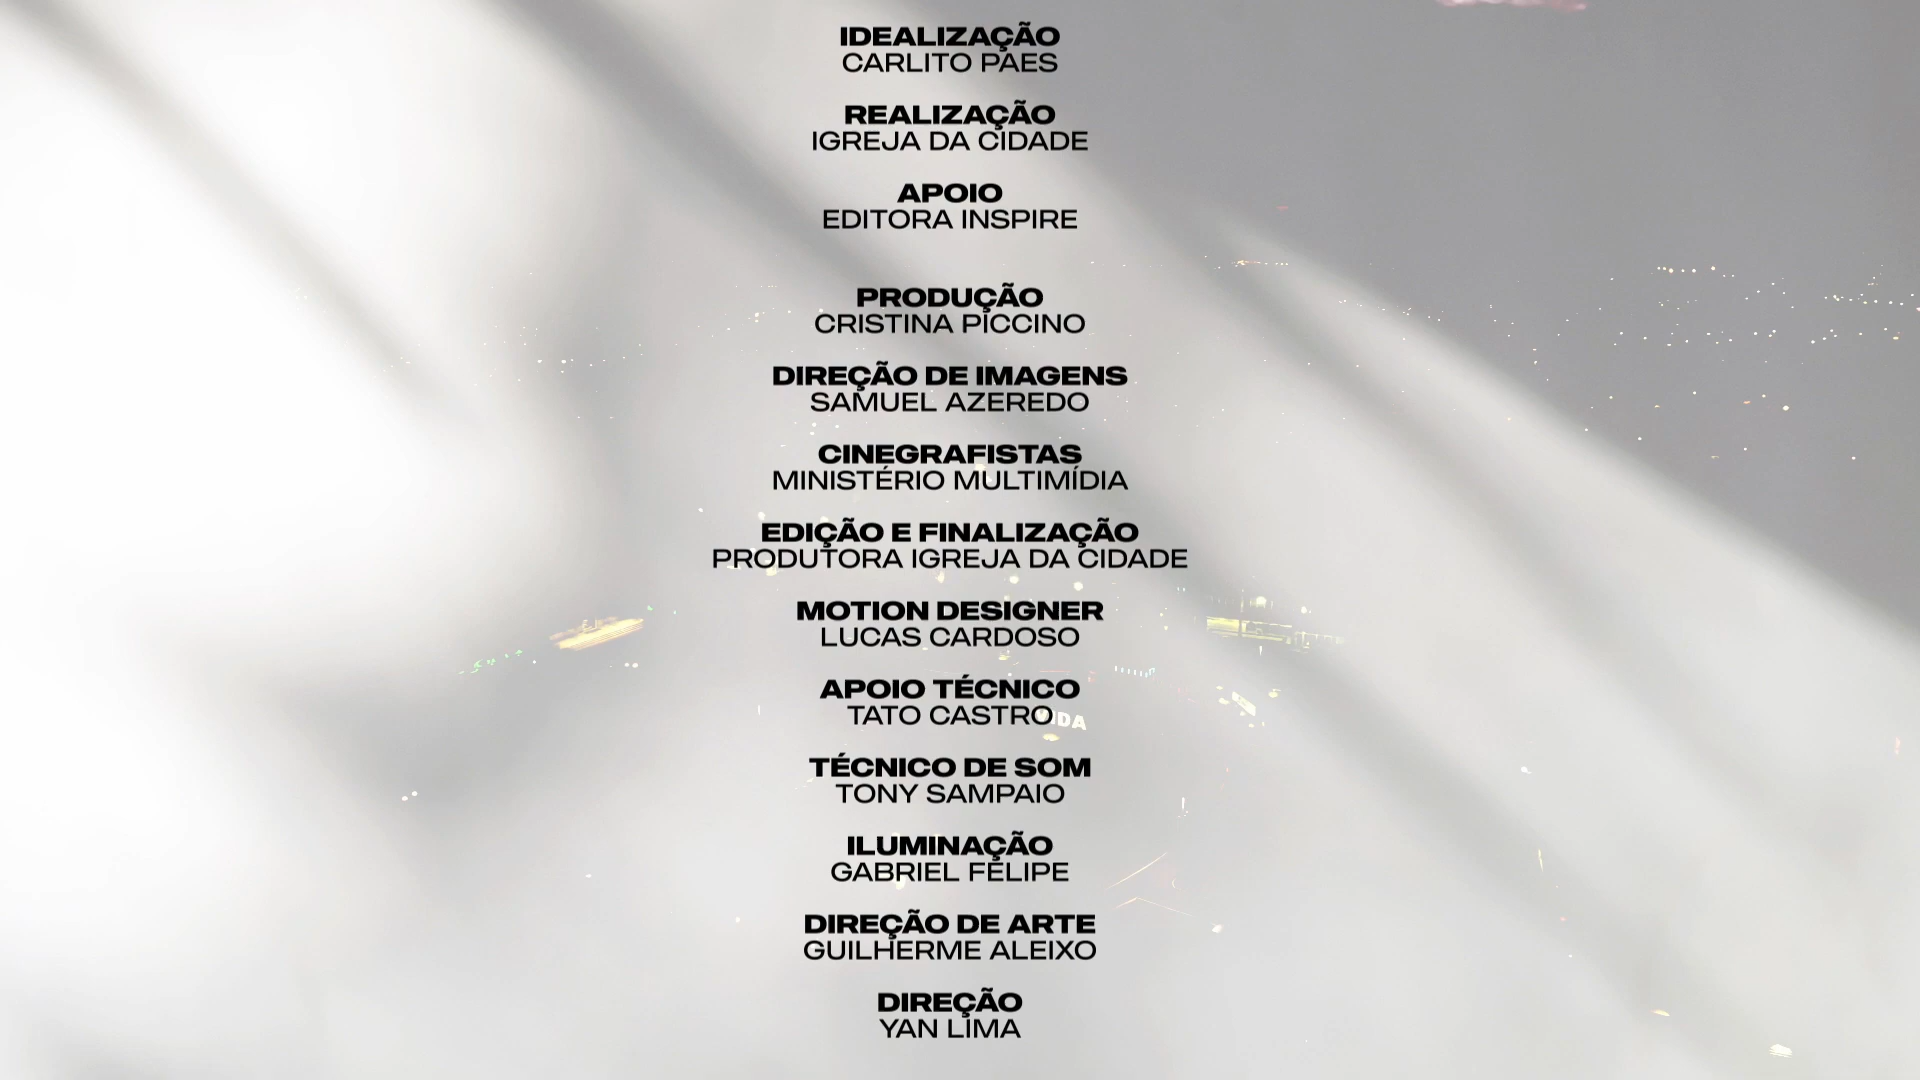 IDEALIZAÇÃO
CARLITO PAES
REALIZAÇÃO
IGREJA DA CIDADE
APOIO
EDITORA INSPIRE
PRODUÇÃO
CRISTINA PICCINO
DIREÇÃO DE IMAGENS
SAMUEL AZEREDO
CINEGRAFISTAS
MINISTÉRIO MULTIMÍDIA
EDIÇÃO E FINALIZAÇÃO
PRODUTORA IGREJA DA CIDADE
MOTION DESIGNER
LUCAS CARDOSO
APOIO TÉCNICO
TATO CASTRO
TÉCNICO DE SOM
TONY SAMPAIO
ILUMINAÇÃO
GABRIEL FELIPE
DIREÇÃO DE ARTE
GUILHERME ALEIXO
DIREÇÃO
YAN LIMA